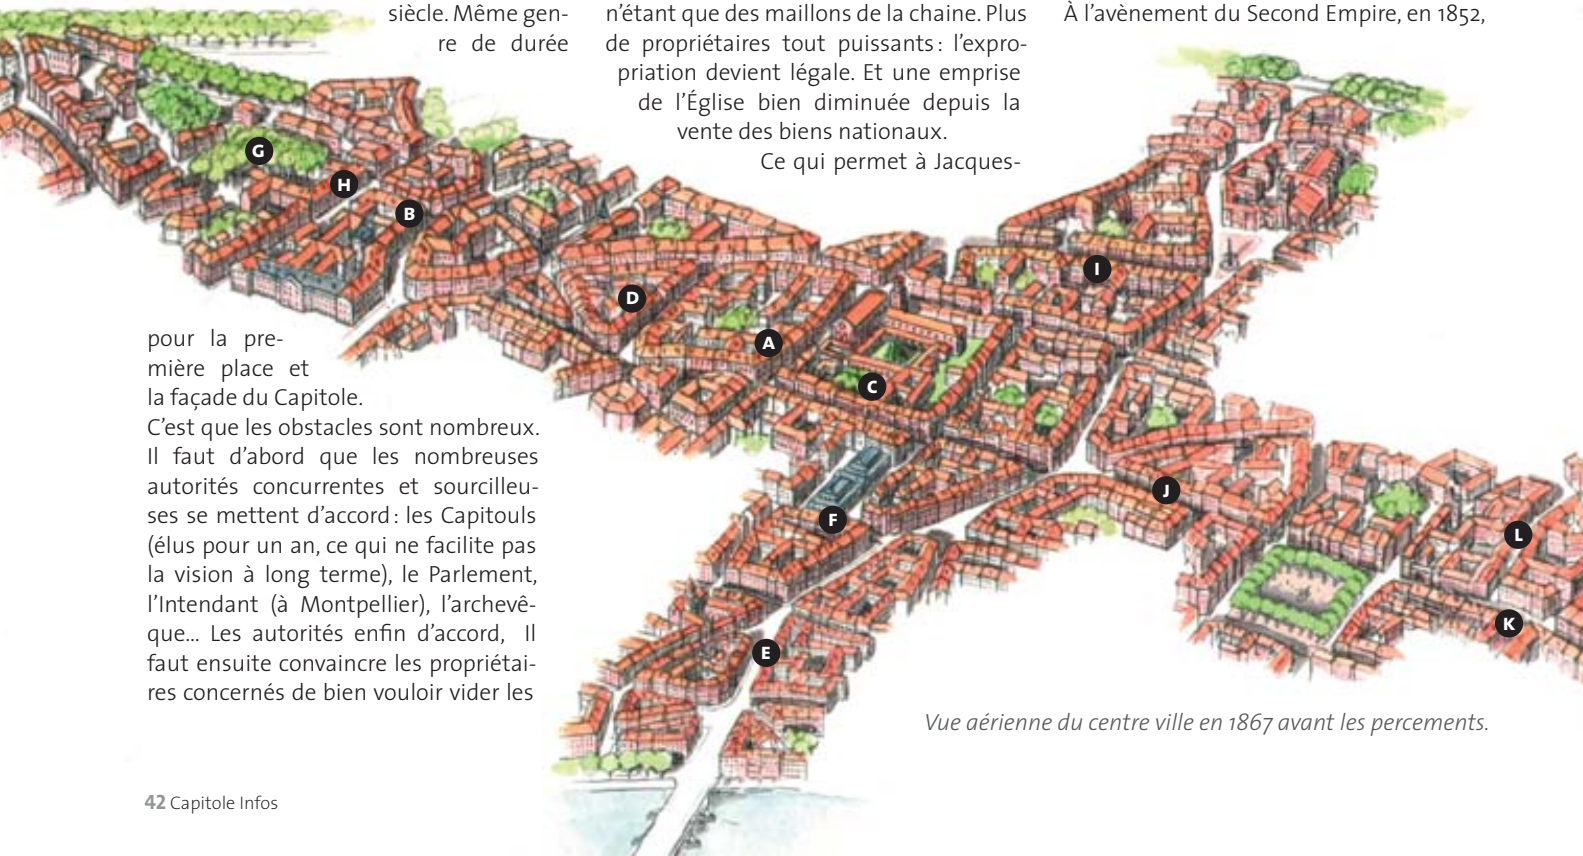 siècle. Même gen-
re de durée
pour la pre-
mière place et
la façade du Capitole.
C'est que les obstacles sont nombreux.
Il faut d'abord que les nombreuses
autorités concurrentes et sourcilleu-
ses se mettent d'accord : les Capitouls
(élus pour un an, ce qui ne facilite pas
la vision à long terme), le Parlement,
l'Intendant (à Montpellier), l'archevê-
que... Les autorités enfin d'accord, Il
faut ensuite convaincre les propriétai-
res concernés de bien vouloir vider les
n'étant que des maillons de la chaine. Plus
de propriétaires tout puissants : l'expro-
priation devient légale. Et une emprise
de l'Église bien diminuée depuis la
vente des biens nationaux.
Ce qui permet à Jacques-
À l'avènement du Second Empire, en 1852,
G
H
B
D
A
C
I
F
J
E
L
K
Vue aérienne du centre ville en 1867 avant les percements.
42 Capitole Infos